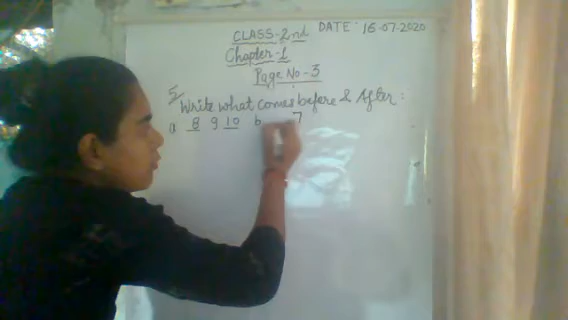 CLASS-2nd DATE: 16-07-2020
Chapter-1
Page No-3
5 Write what comes before & After:
a 8 9 10 b 7